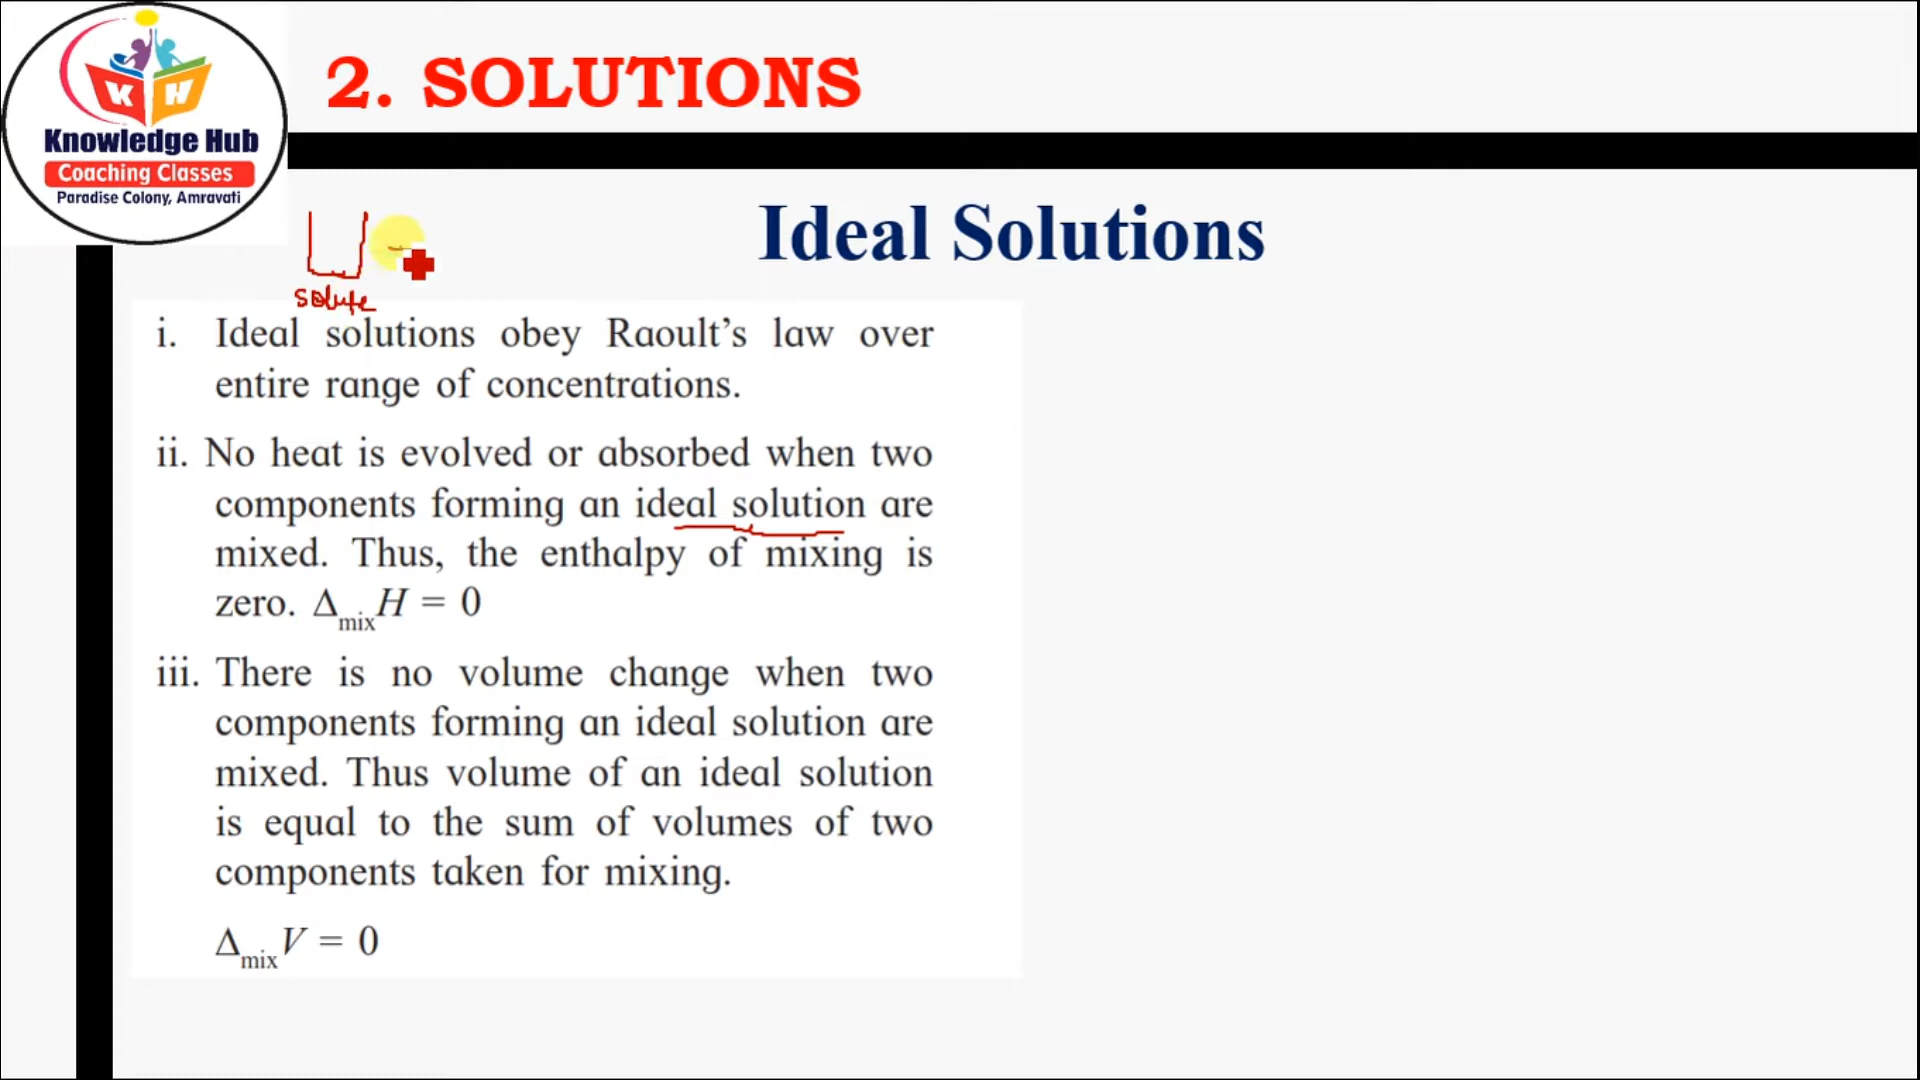 K H
Knowledge Hub
Coaching Classes
Paradise Colony, Amravati
2. SOLUTIONS
Ideal Solutions
solute
i. Ideal solutions obey Raoult’s law over
entire range of concentrations.
ii. No heat is evolved or absorbed when two
components forming an ideal solution are
mixed. Thus, the enthalpy of mixing is
zero. Δmix H = 0
iii. There is no volume change when two
components forming an ideal solution are
mixed. Thus volume of an ideal solution
is equal to the sum of volumes of two
components taken for mixing.
Δmix V = 0